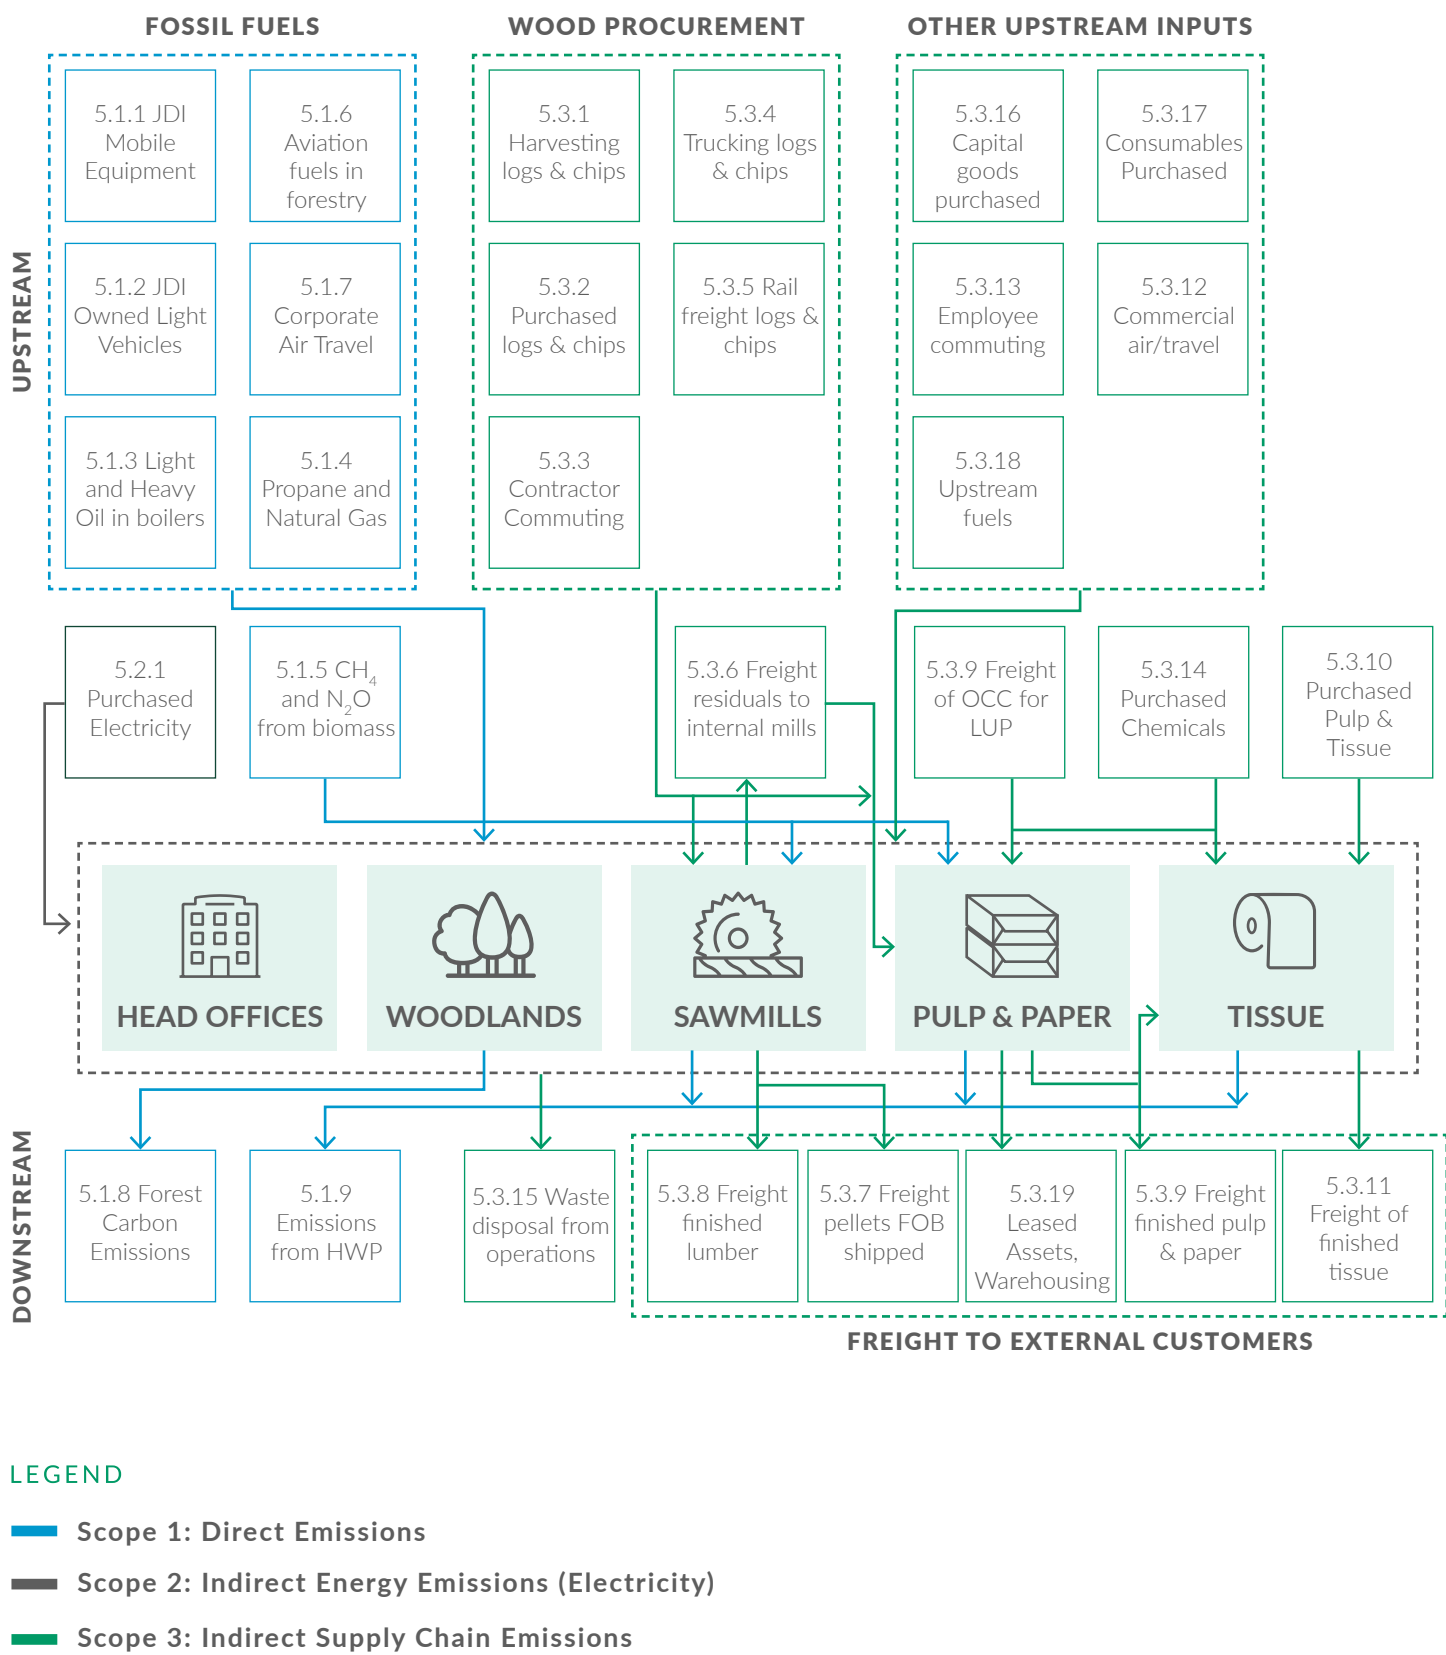 FOSSIL FUELS
WOOD PROCUREMENT
OTHER UPSTREAM INPUTS
UPSTREAM
5.1.1 JDI
Mobile
Equipment
5.1.6
Aviation
fuels in
forestry
5.1.2 JDI
Owned Light
Vehicles
5.1.7
Corporate
Air Travel
5.1.3 Light
and Heavy
Oil in boilers
5.1.4
Propane and
Natural Gas
5.3.1
Harvesting
logs & chips
5.3.4
Trucking logs
& chips
5.3.2
Purchased
logs & chips
5.3.5 Rail
freight logs &
chips
5.3.3
Contractor
Commuting
5.3.16
Capital
goods
purchased
5.3.17
Consumables
Purchased
5.3.13
Employee
commuting
5.3.12
Commercial
air/travel
5.3.18
Upstream
fuels
5.2.1
Purchased
Electricity
5.1.5 CH4
and N2O
from biomass
5.3.6 Freight
residuals to
internal mills
5.3.9 Freight
of OCC for
LUP
5.3.14
Purchased
Chemicals
5.3.10
Purchased
Pulp &
Tissue
HEAD OFFICES
WOODLANDS
SAWMILLS
PULP & PAPER
TISSUE
DOWNSTREAM
5.1.8 Forest
Carbon
Emissions
5.1.9
Emissions
from HWP
5.3.15 Waste
disposal from
operations
5.3.8 Freight
finished
lumber
5.3.7 Freight
pellets FOB
shipped
5.3.19
Leased
Assets,
Warehousing
5.3.9 Freight
finished pulp
& paper
5.3.11
Freight of
finished
tissue
FREIGHT TO EXTERNAL CUSTOMERS
LEGEND
Scope 1: Direct Emissions
Scope 2: Indirect Energy Emissions (Electricity)
Scope 3: Indirect Supply Chain Emissions